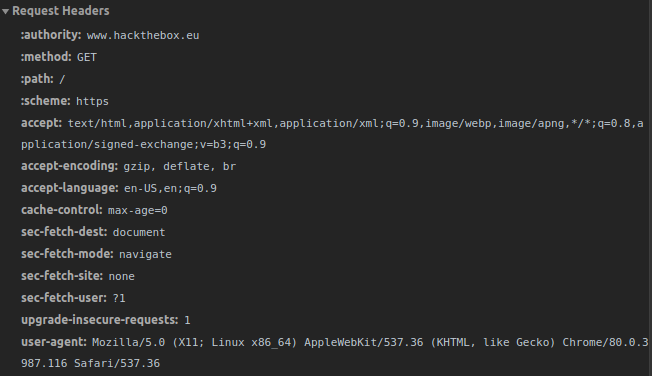 Request Headers
:authority: www.hackthebox.eu
:method: GET
:path: /
:scheme: https
accept: text/html,application/xhtml+xml,application/xml;q=0.9,image/webp,image/apng,*/*;q=0.8,a
pplication/signed-exchange;v=b3;q=0.9
accept-encoding: gzip, deflate, br
accept-language: en-US,en;q=0.9
cache-control: max-age=0
sec-fetch-dest: document
sec-fetch-mode: navigate
sec-fetch-site: none
sec-fetch-user: ?1
upgrade-insecure-requests: 1
user-agent: Mozilla/5.0 (X11; Linux x86_64) AppleWebKit/537.36 (KHTML, like Gecko) Chrome/80.0.3
987.116 Safari/537.36